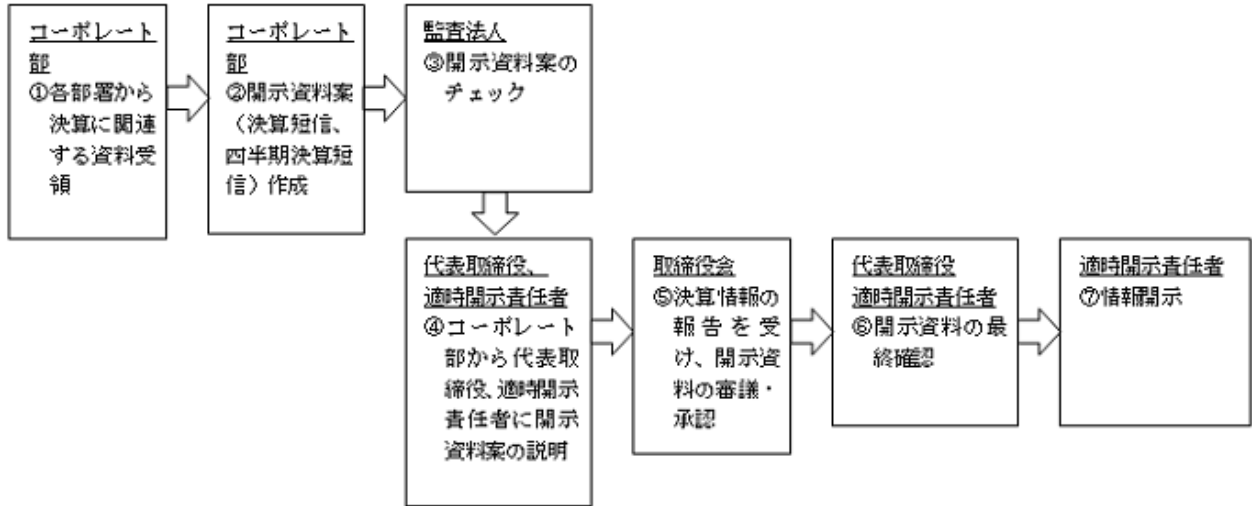 コーポレート
部
①各部署から
決算に関連
する資料受
領
コーポレート
部
②開示資料案
（決算短信、
四半期決算短
信）作成
監査法人
③開示資料案の
チェック
代表取締役、
適時開示責任者
④コーポレート
部から代表取
締役、適時開示
責任者に開示
資料案の説明
取締役会
⑤決算情報の
報告を受
け、開示資
料の審議・
承認
代表取締役
適時開示責任者
⑥開示資料の最
終確認
適時開示責任者
⑦情報開示